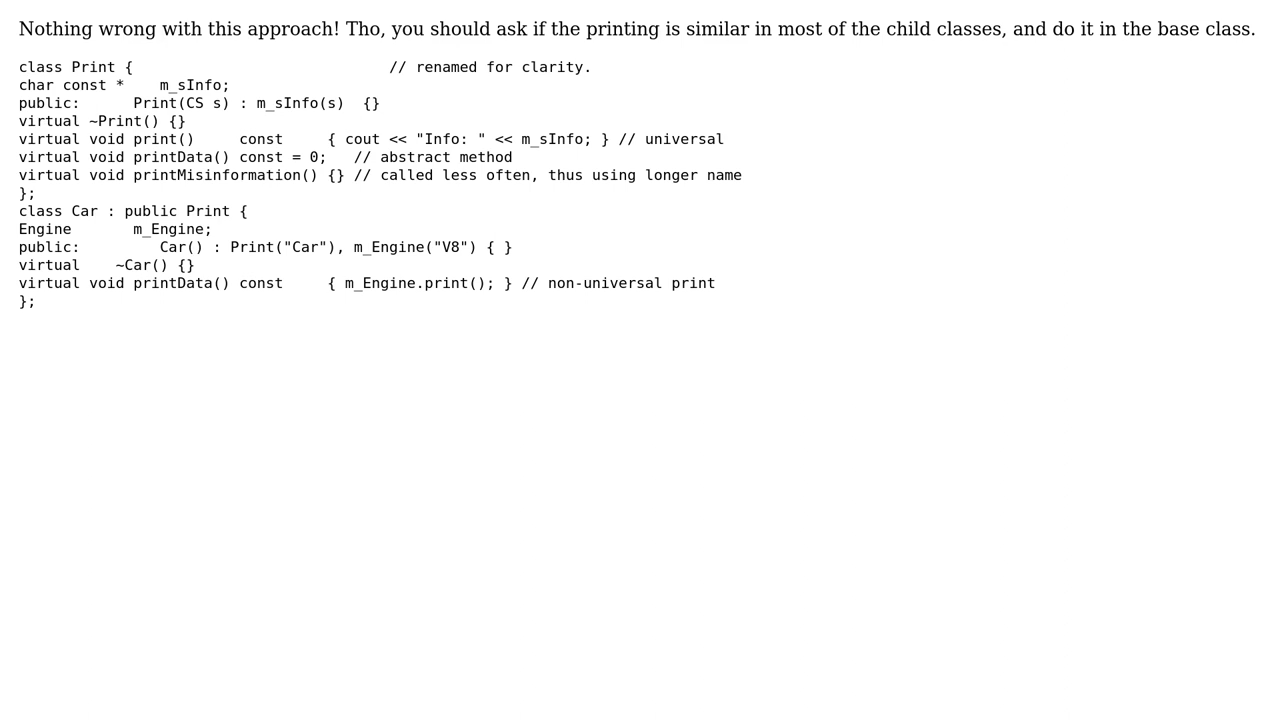 Nothing wrong with this approach! Tho, you should ask if the printing is similar in most of the child classes, and do it in the base class.
class Print {                             // renamed for clarity.
char const *    m_sInfo;
public:      Print(CS s) : m_sInfo(s)  {}
virtual ~Print() {}
virtual void print()     const     { cout << "Info: " << m_sInfo; } // universal
virtual void printData() const = 0;   // abstract method
virtual void printMisinformation() {} // called less often, thus using longer name
};
class Car : public Print {
Engine       m_Engine;
public:         Car() : Print("Car"), m_Engine("V8") { }
virtual    ~Car() {}
virtual void printData() const     { m_Engine.print(); } // non-universal print
};